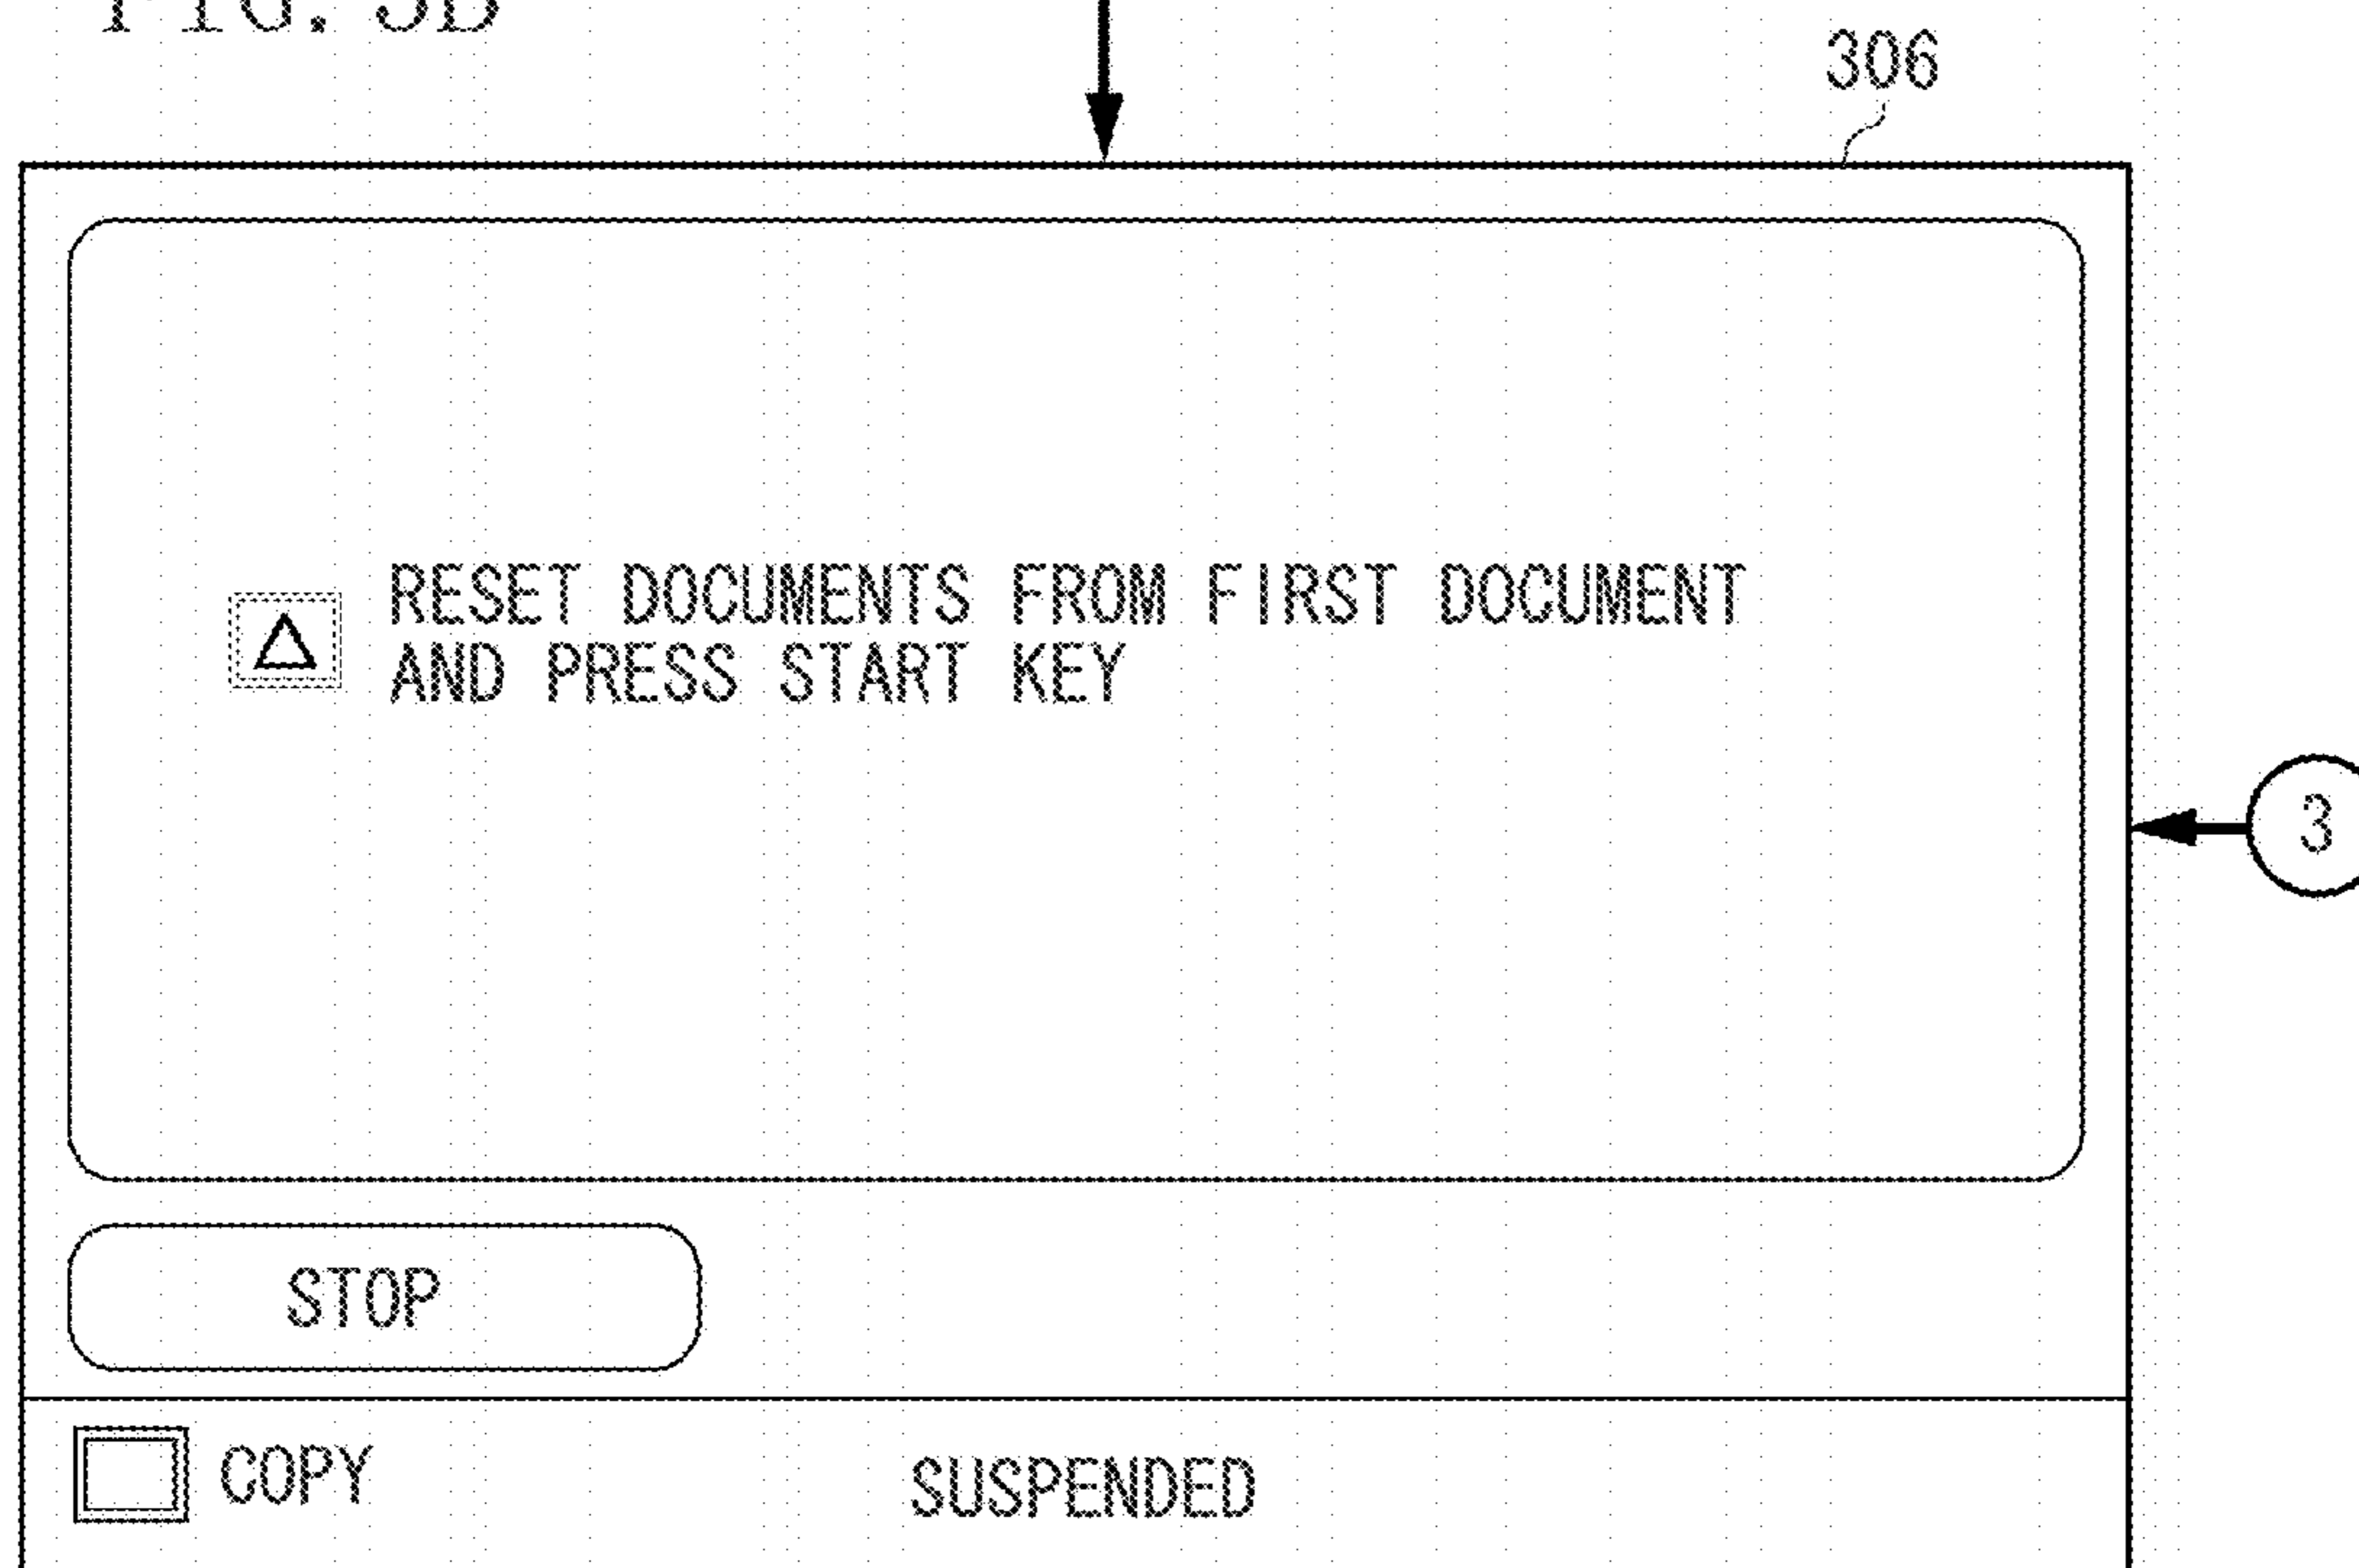 306
RESET DOCUMENTS FROM FIRST DOCUMENT
AND PRESS START KEY
3
STOP
COPY
SUSPENDED